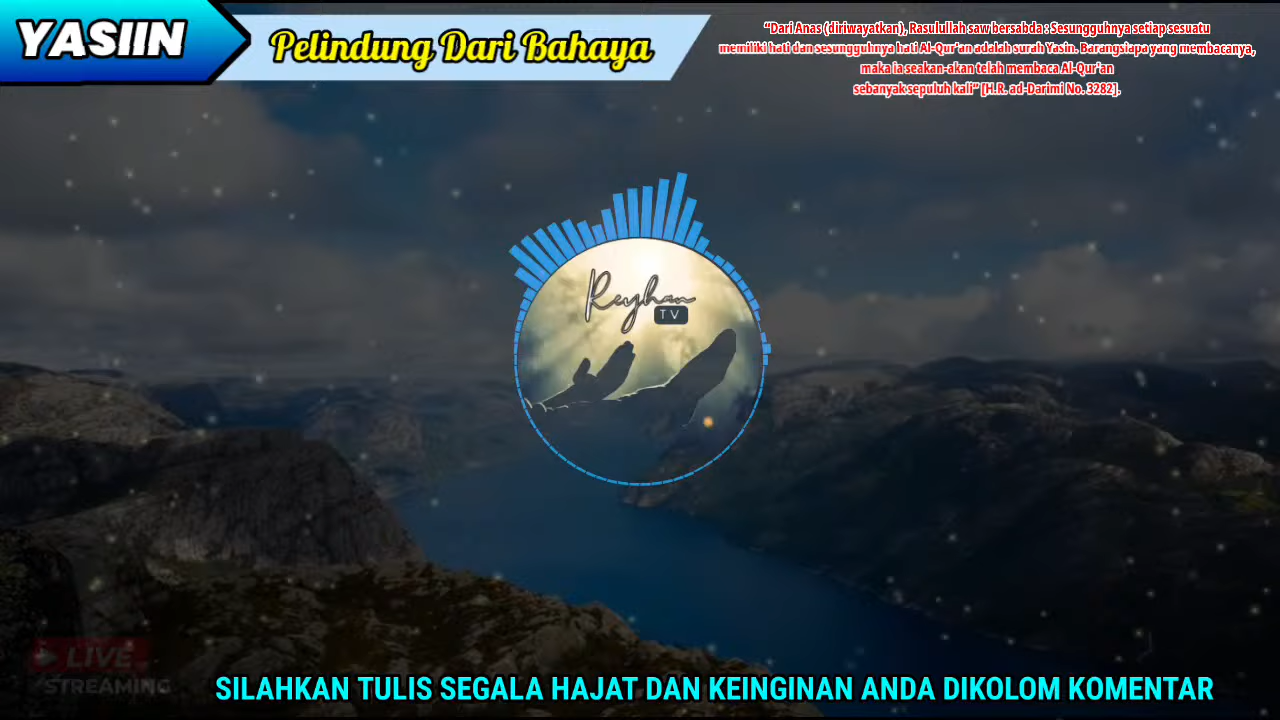 YASIIN
Pelindung Dari Bahaya
“Dari Anas (diriwayatkan), Rasulullah saw bersabda : Sesungguhnya setiap sesuatu
memiliki hati dan sesungguhnya hati Al-Qur'an adalah surah Yasin. Barangsiapa yang membacanya,
maka ia seakan-akan telah membaca Al-Qur'an
sebanyak sepuluh kali” [H.R. ad-Darimi No. 3282].
Reyhan
TV
LIVE
STREAMING
SILAHKAN TULIS SEGALA HAJAT DAN KEINGINAN ANDA DIKOLOM KOMENTAR